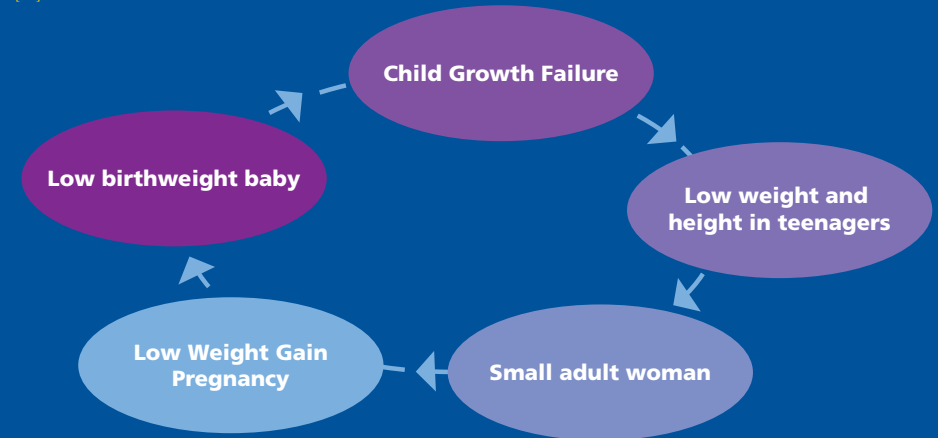 Child Growth Failure
Low weight and
height in teenagers
Small adult woman
Low Weight Gain
Pregnancy
Low birthweight baby